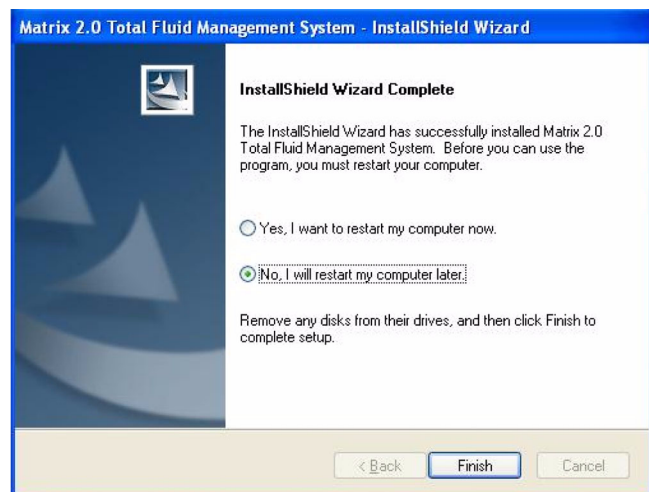 Matrix 2.0 Total Fluid Management System - InstallShield Wizard
InstallShield Wizard Complete
The InstallShield Wizard has successfully installed Matrix 2.0
Total Fluid Management System.  Before you can use the
program, you must restart your computer.
Yes, I want to restart my computer now.
No, I will restart my computer later.
Remove any disks from their drives, and then click Finish to
complete setup.
< Back
Finish
Cancel